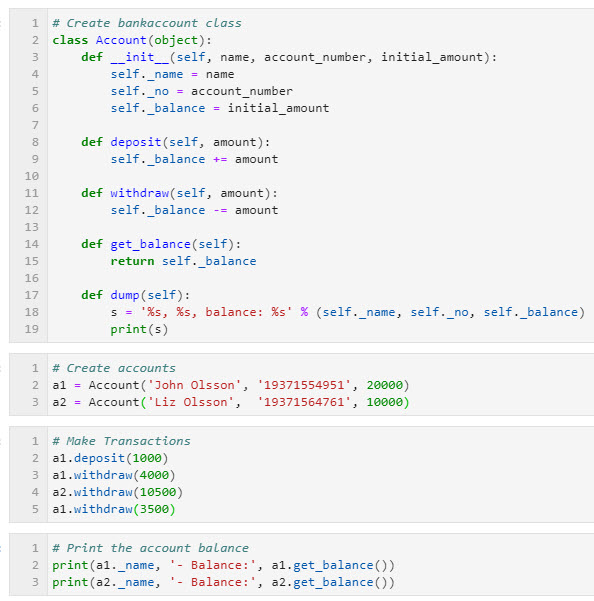 1 # Create bankaccount class
2 class Account(object):
3     def __init__(self, name, account_number, initial_amount):
4         self._name = name
5         self._no = account_number
6         self._balance = initial_amount
7
8     def deposit(self, amount):
9         self._balance += amount
10
11     def withdraw(self, amount):
12         self._balance -= amount
13
14     def get_balance(self):
15         return self._balance
16
17     def dump(self):
18         s = '%s, %s, balance: %s' % (self._name, self._no, self._balance)
19         print(s)
1 # Create accounts
2 a1 = Account('John Olsson', '19371554951', 20000)
3 a2 = Account('Liz Olsson',  '19371564761', 10000)
1 # Make Transactions
2 a1.deposit(1000)
3 a1.withdraw(4000)
4 a2.withdraw(10500)
5 a1.withdraw(3500)
1 # Print the account balance
2 print(a1._name, '- Balance:', a1.get_balance())
3 print(a2._name, '- Balance:', a2.get_balance())